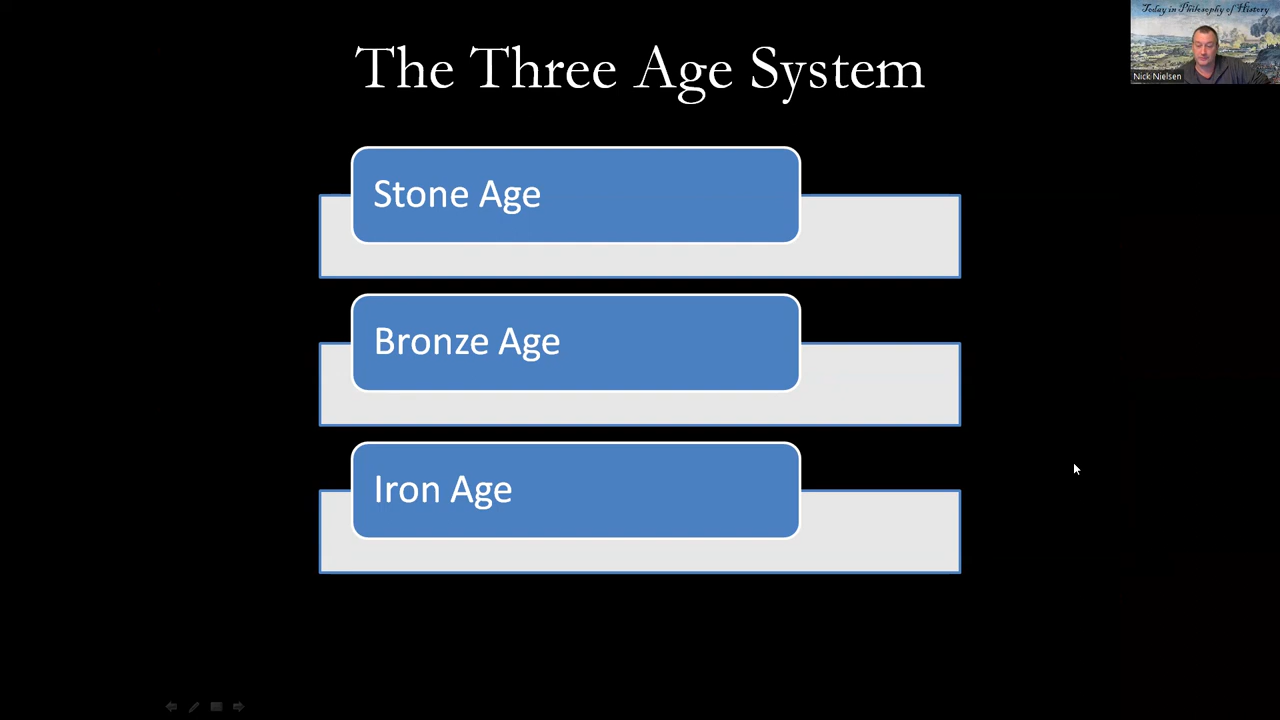 The Three Age System
Today in Philosophy of History
Nick Nielsen
Stone Age
Bronze Age
Iron Age